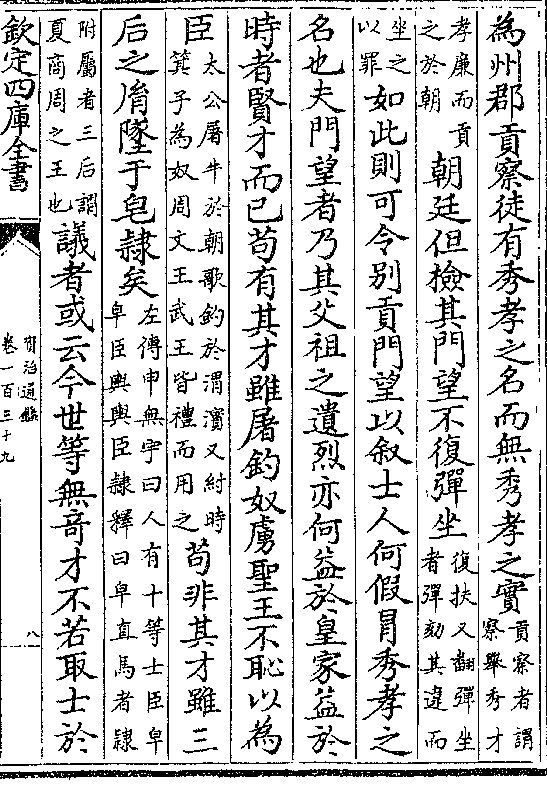 為州郡貢察徒有秀孝之名而無秀孝之實貢察者謂察舉秀才
孝廉而貢之於朝朝廷但檢其門望不復彈坐復扶又翻彈坐者彈劾其違而
坐之以罪如此則可令别貢門望以叙士人何假冒秀孝之
名也夫門望者乃其父祖之遺烈亦何益於皇家益於
時者賢才而已苟有其才雖屠釣奴虜聖王不恥以為
臣太公屠牛於朝歌釣於渭濱又紂時箕子為奴周文王武王皆禮而用之苟非其才雖三
后之胤墜于皂隸矣左傳申無宇曰人有十等士臣皁皁臣輿輿臣隸釋曰皁直馬者隸
附屬者三后謂夏商周之王也議者或云今世等無奇才不若取士於
欽定四庫全書
資治通鑑
卷一百三十九
八